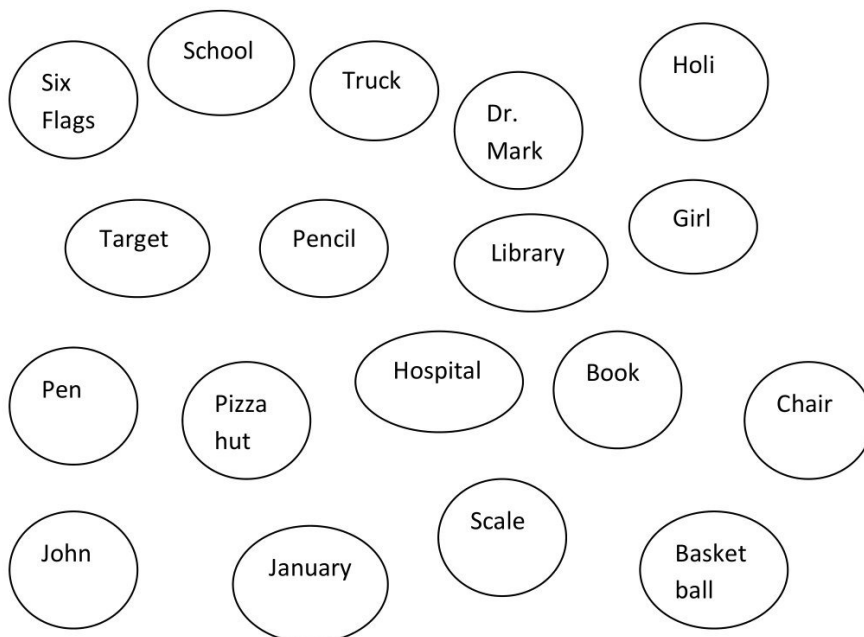 Six
Flags
School
Truck
Dr.
Mark
Holi
Target
Pencil
Library
Girl
Pen
Pizza
hut
Hospital
Book
Chair
John
January
Scale
Basket
ball